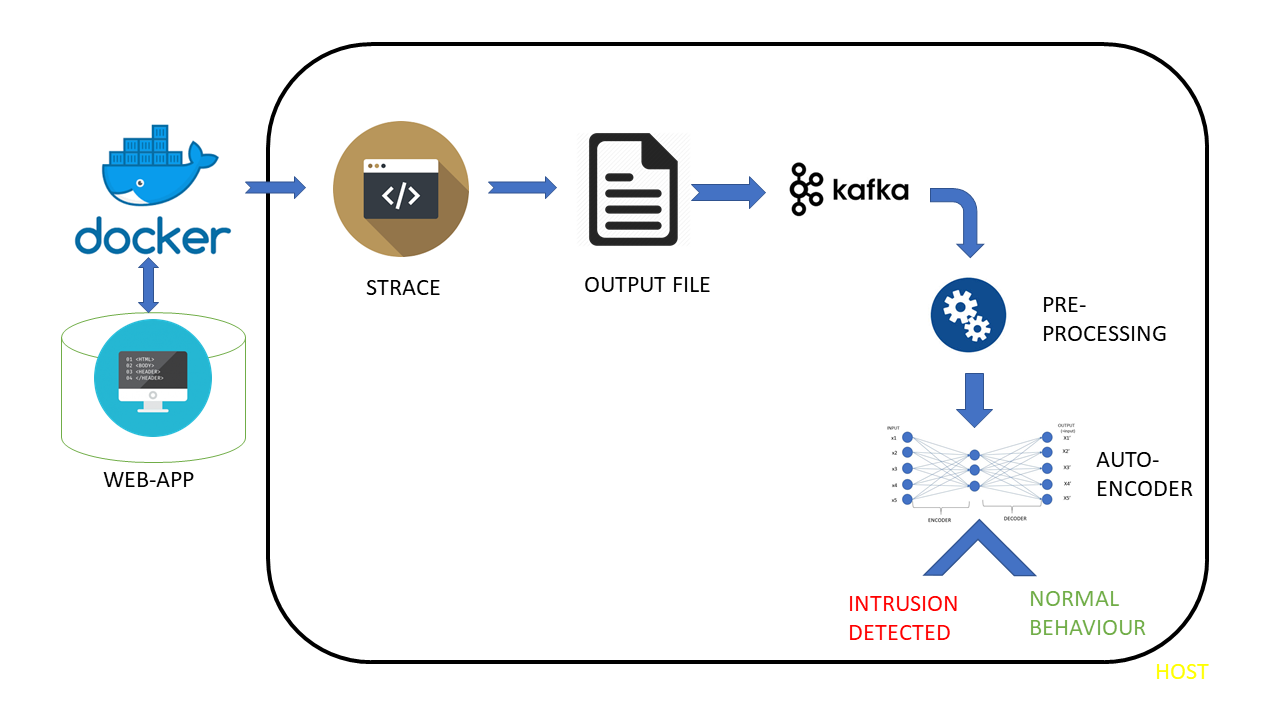 docker
kafka
STRACE
OUTPUT FILE
PRE-
PROCESSING
01 <HTML>
02 <BODY>
03 <HEADER>
04 </HEADER>
WEB-APP
</>
INPUT
x1
x2
x3
x4
x5
OUTPUT
(~input)
X1'
X2'
X3'
X4'
X5'
ENCODER
DECODER
AUTO-
ENCODER
INTRUSION
DETECTED
NORMAL
BEHAVIOUR
HOST